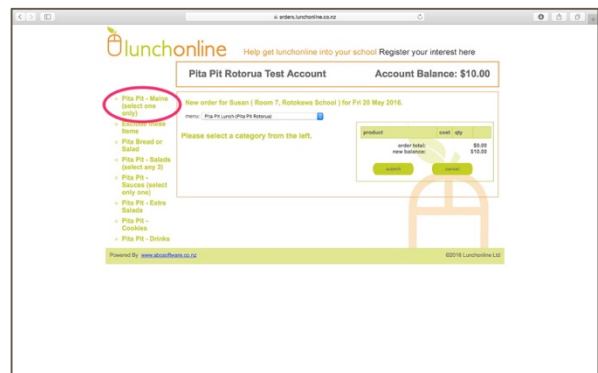 orders.lunchonline.co.nz
lunchonline
Help get lunchonline into your school Register your interest here
Pita Pit Rotorua Test Account
Account Balance: $10.00
Pita Pit - Mains
(select one
only)
Exclude these
Items
Pita Bread or
Salad
Pita Pit - Salads
(select any 3)
Pita Pit -
Sauces (select
only one)
Pita Pit - Extra
Salads
Pita Pit -
Cookies
Pita Pit - Drinks
New order for Susan ( Room 7, Rotokawa School ) for Fri 20 May 2016.
menu: Pita Pit Lunch (Pita Pit Rotorua)
Please select a category from the left.
product cost qty
order total: $0.00
new balance: $10.00
submit cancel
Powered By www.abcsoftware.co.nz
©2016 Lunchonline Ltd